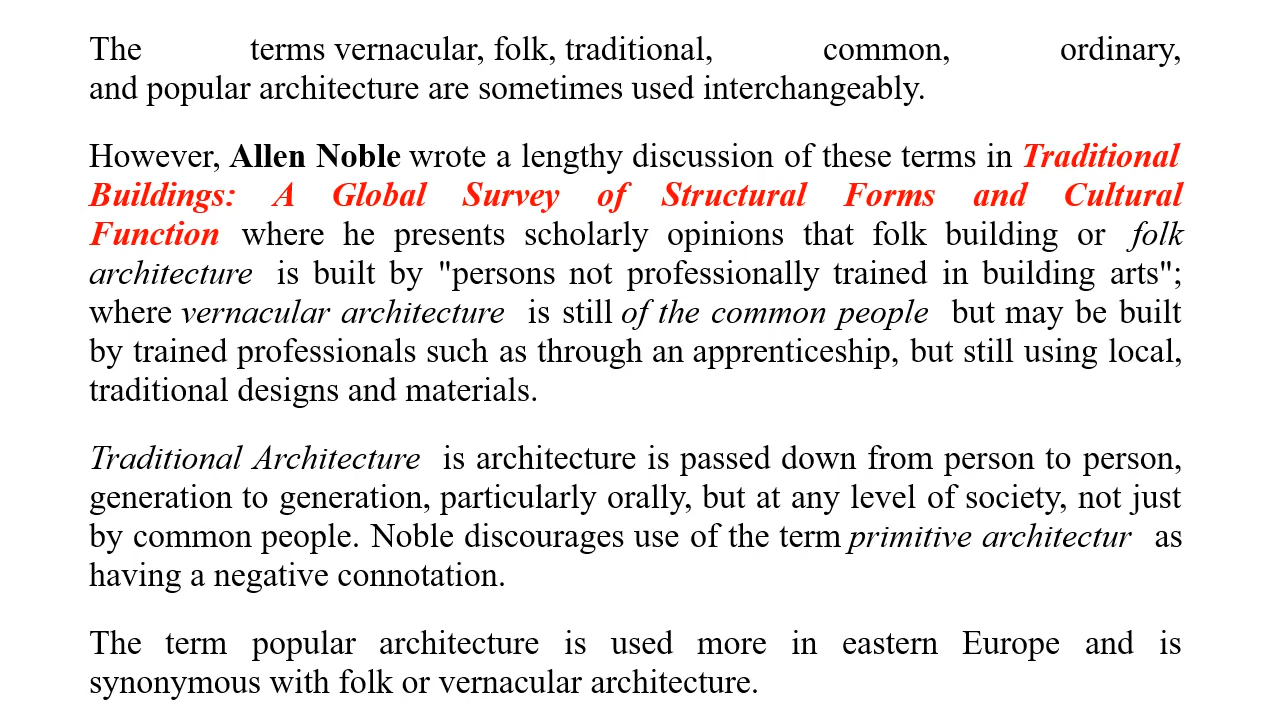 The terms vernacular, folk, traditional, common, ordinary,
and popular architecture are sometimes used interchangeably.
However, Allen Noble wrote a lengthy discussion of these terms in Traditional
Buildings: A Global Survey of Structural Forms and Cultural
Function where he presents scholarly opinions that folk building or folk
architecture is built by "persons not professionally trained in building arts";
where vernacular architecture is still of the common people but may be built
by trained professionals such as through an apprenticeship, but still using local,
traditional designs and materials.
Traditional Architecture is architecture is passed down from person to person,
generation to generation, particularly orally, but at any level of society, not just
by common people. Noble discourages use of the term primitive architectur as
having a negative connotation.
The term popular architecture is used more in eastern Europe and is
synonymous with folk or vernacular architecture.